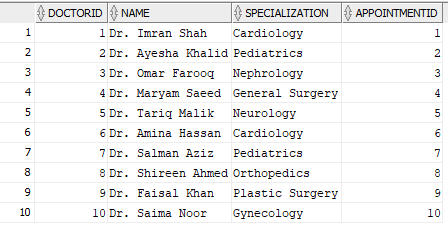 DOCTORID NAME SPECIALIZATION APPOINTMENTID
1 1 Dr. Imran Shah Cardiology 1
2 2 Dr. Ayesha Khalid Pediatrics 2
3 3 Dr. Omar Farooq Nephrology 3
4 4 Dr. Maryam Saeed General Surgery 4
5 5 Dr. Tariq Malik Neurology 5
6 6 Dr. Amina Hassan Cardiology 6
7 7 Dr. Salman Aziz Pediatrics 7
8 8 Dr. Shireen Ahmed Orthopedics 8
9 9 Dr. Faisal Khan Plastic Surgery 9
10 10 Dr. Saima Noor Gynecology 10